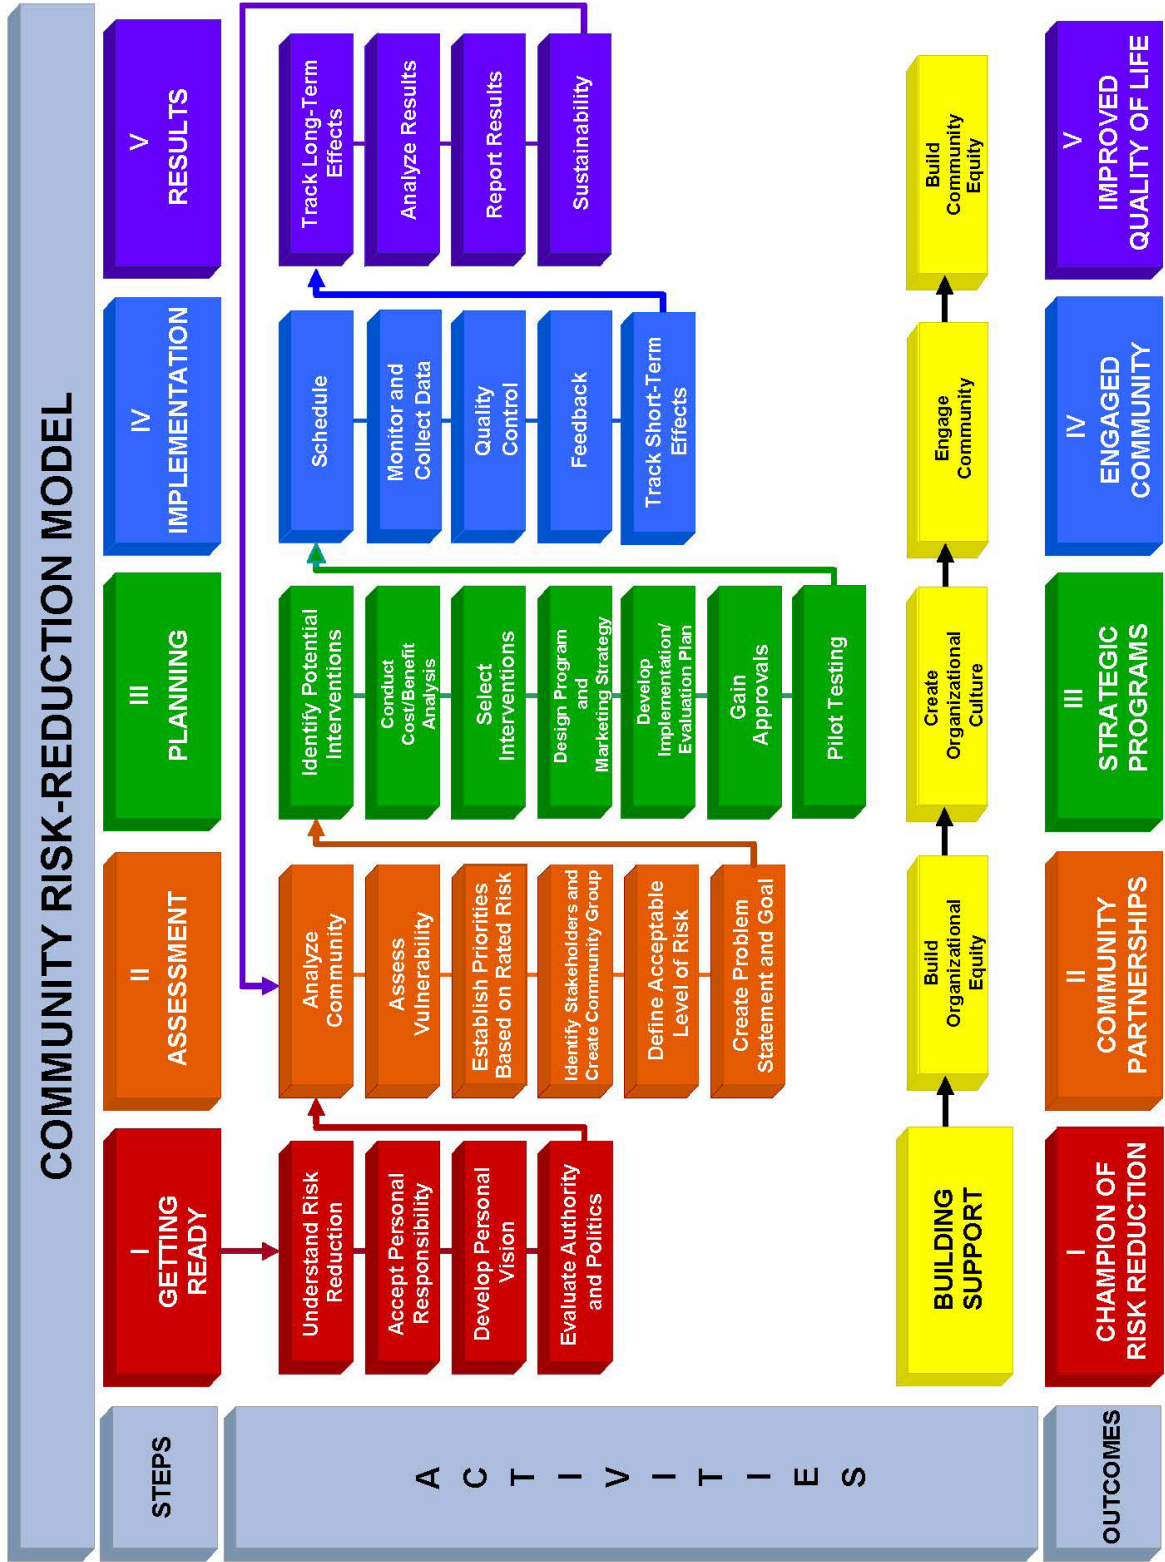 COMMUNITY RISK-REDUCTION MODEL
STEPS
I
GETTING
READY
II
ASSESSMENT
III
PLANNING
IV
IMPLEMENTATION
V
RESULTS
ACTIVITIES
Understand Risk
Reduction
Accept Personal
Responsibility
Develop Personal
Vision
Evaluate Authority
and Politics
Analyze
Community
Assess
Vulnerability
Establish Priorities
Based on Rated Risk
Identify Stakeholders and
Create Community Group
Define Acceptable
Level of Risk
Create Problem
Statement and Goal
Identify Potential
Interventions
Conduct
Cost/Benefit
Analysis
Select
Interventions
Design Program
and
Marketing Strategy
Develop
Implementation/
Evaluation Plan
Gain
Approvals
Pilot Testing
Schedule
Monitor and
Collect Data
Quality
Control
Feedback
Track Short-Term
Effects
Track Long-Term
Effects
Analyze Results
Report Results
Sustainability
BUILDING
SUPPORT
Build
Organizational
Equity
Create
Organizational
Culture
Engage
Community
Build
Community
Equity
OUTCOMES
I
CHAMPION OF
RISK REDUCTION
II
COMMUNITY
PARTNERSHIPS
III
STRATEGIC
PROGRAMS
IV
ENGAGED
COMMUNITY
V
IMPROVED
QUALITY OF LIFE